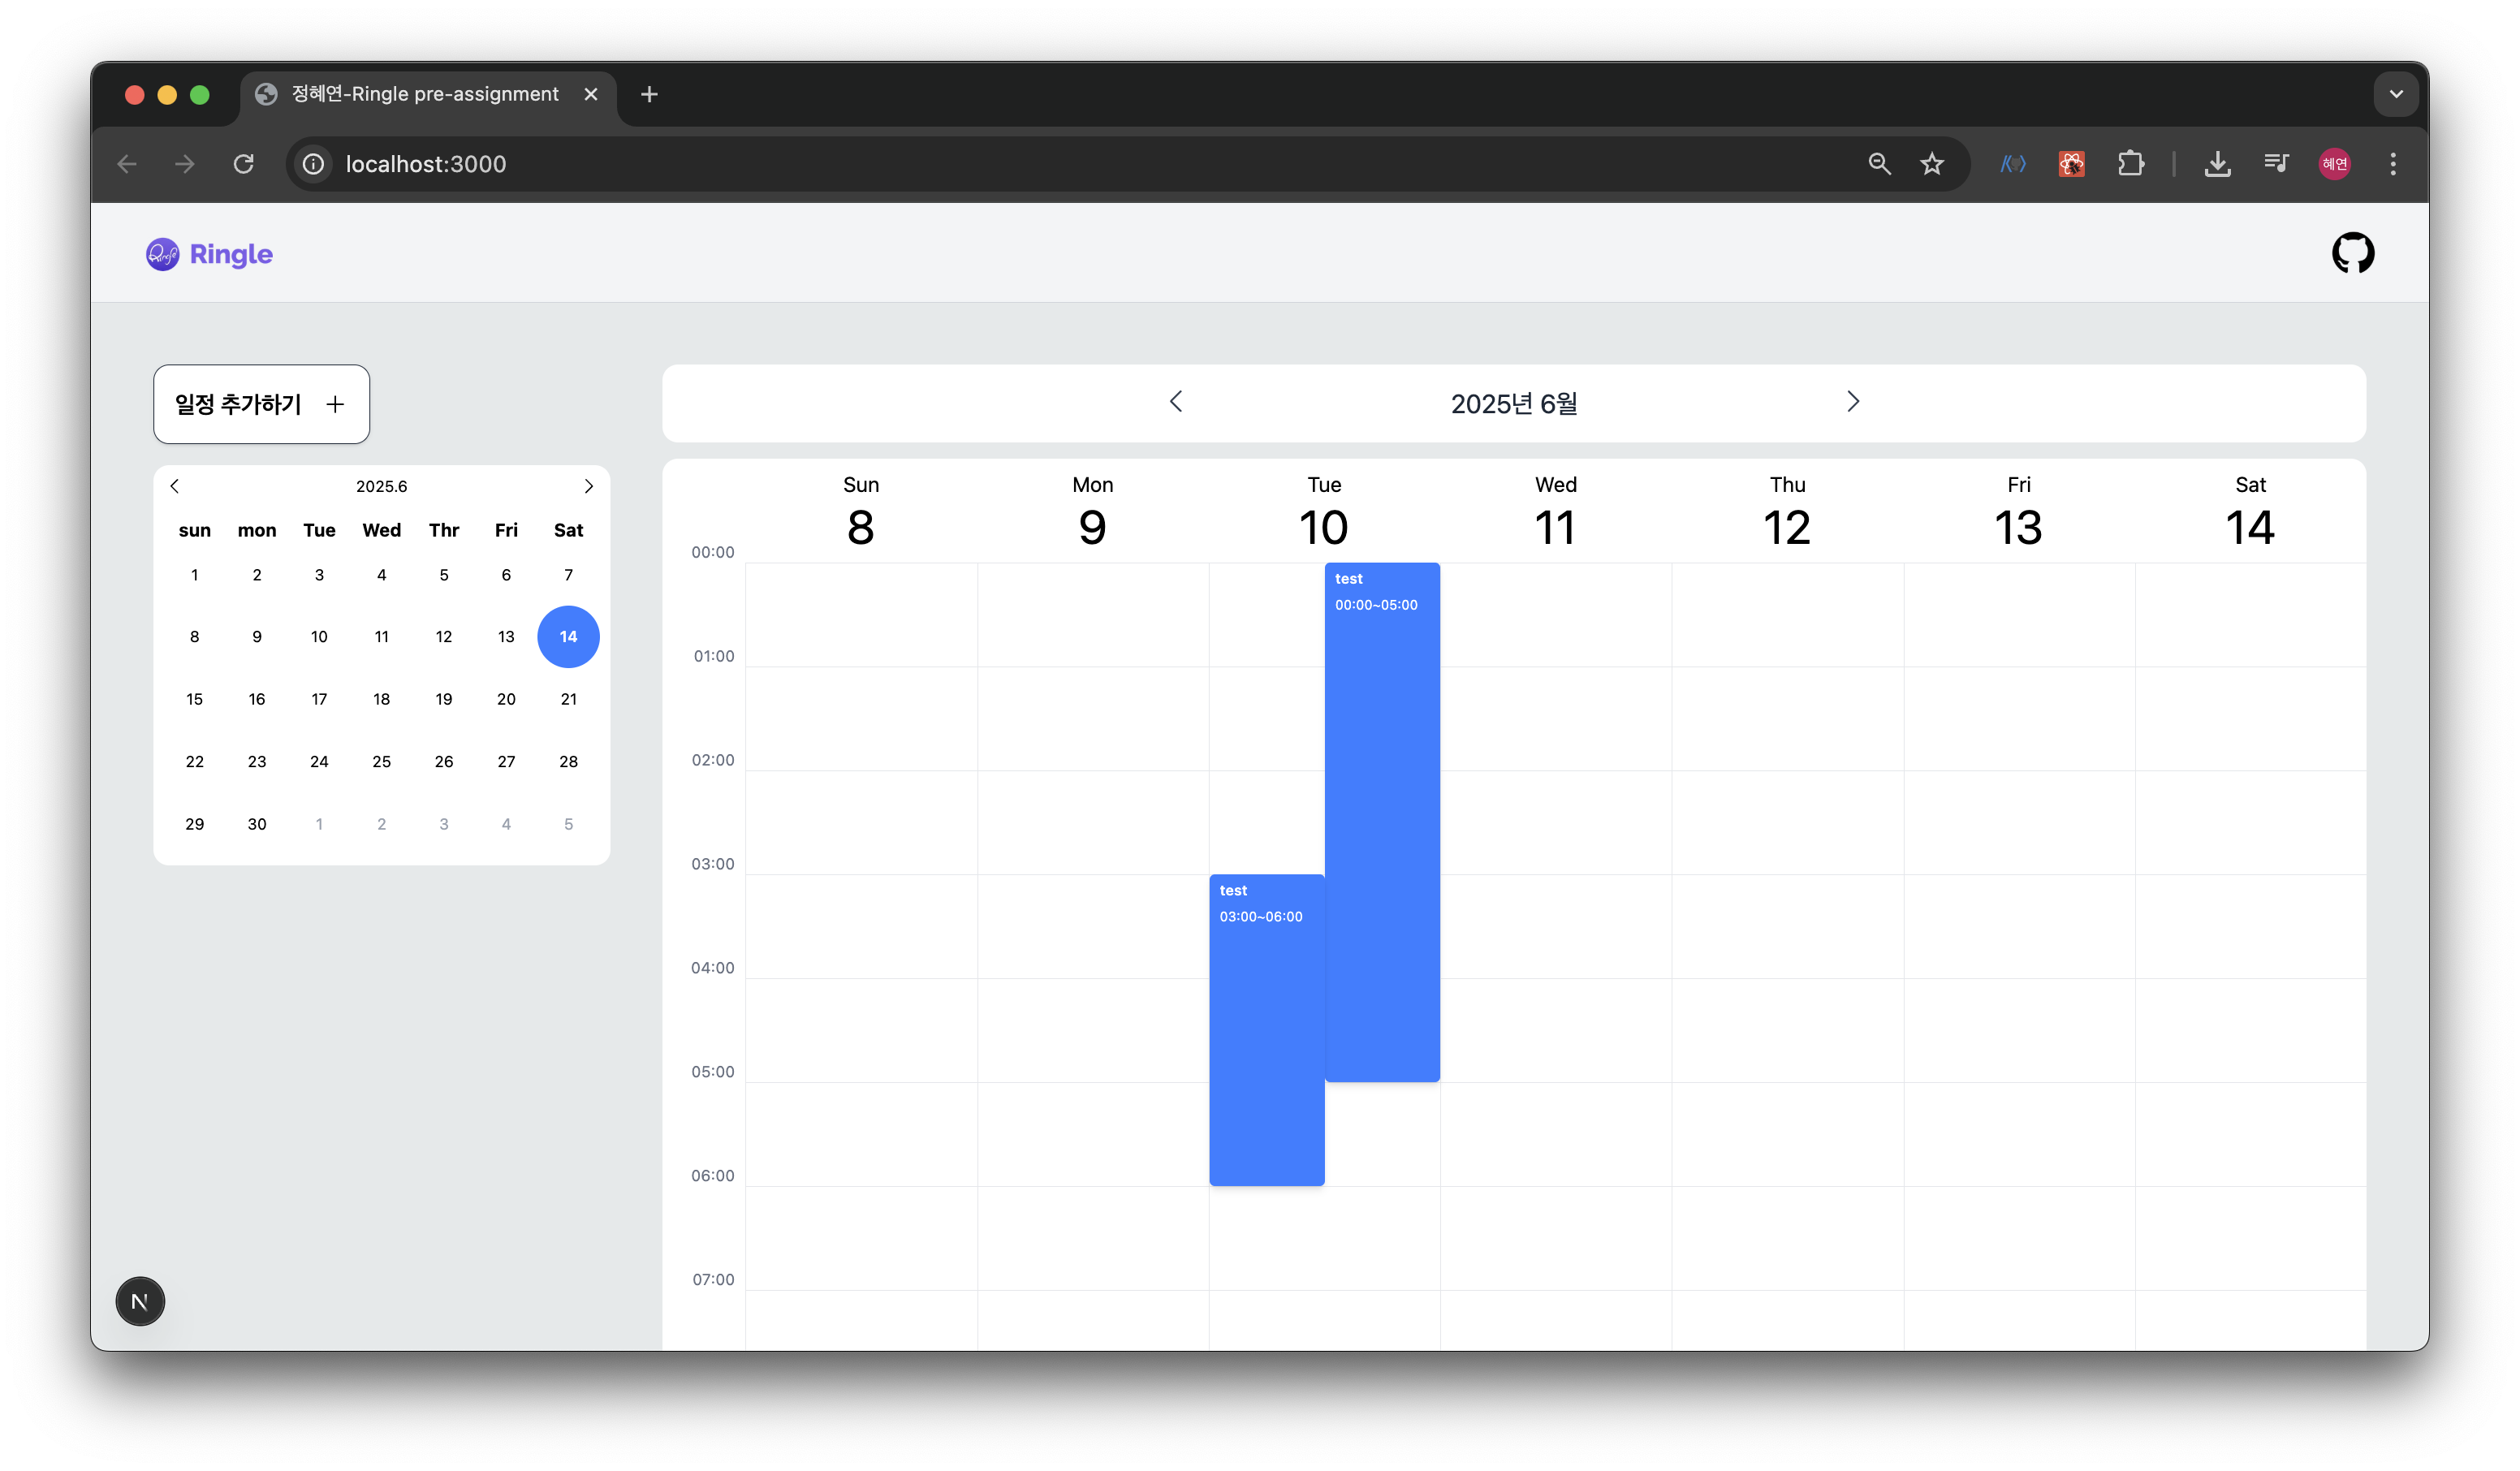 정혜연-Ringle pre-assignment
localhost:3000
혜연
Ringle Ringle
일정 추가하기 +
2025년 6월
2025.6
sun mon Tue Wed Thr Fri Sat
1 2 3 4 5 6 7
8 9 10 11 12 13 14
15 16 17 18 19 20 21
22 23 24 25 26 27 28
29 30 1 2 3 4 5
Sun Mon Tue Wed Thu Fri Sat
8 9 10 11 12 13 14
00:00
test
00:00~05:00
01:00
02:00
03:00
test
03:00~06:00
04:00
05:00
06:00
07:00
N